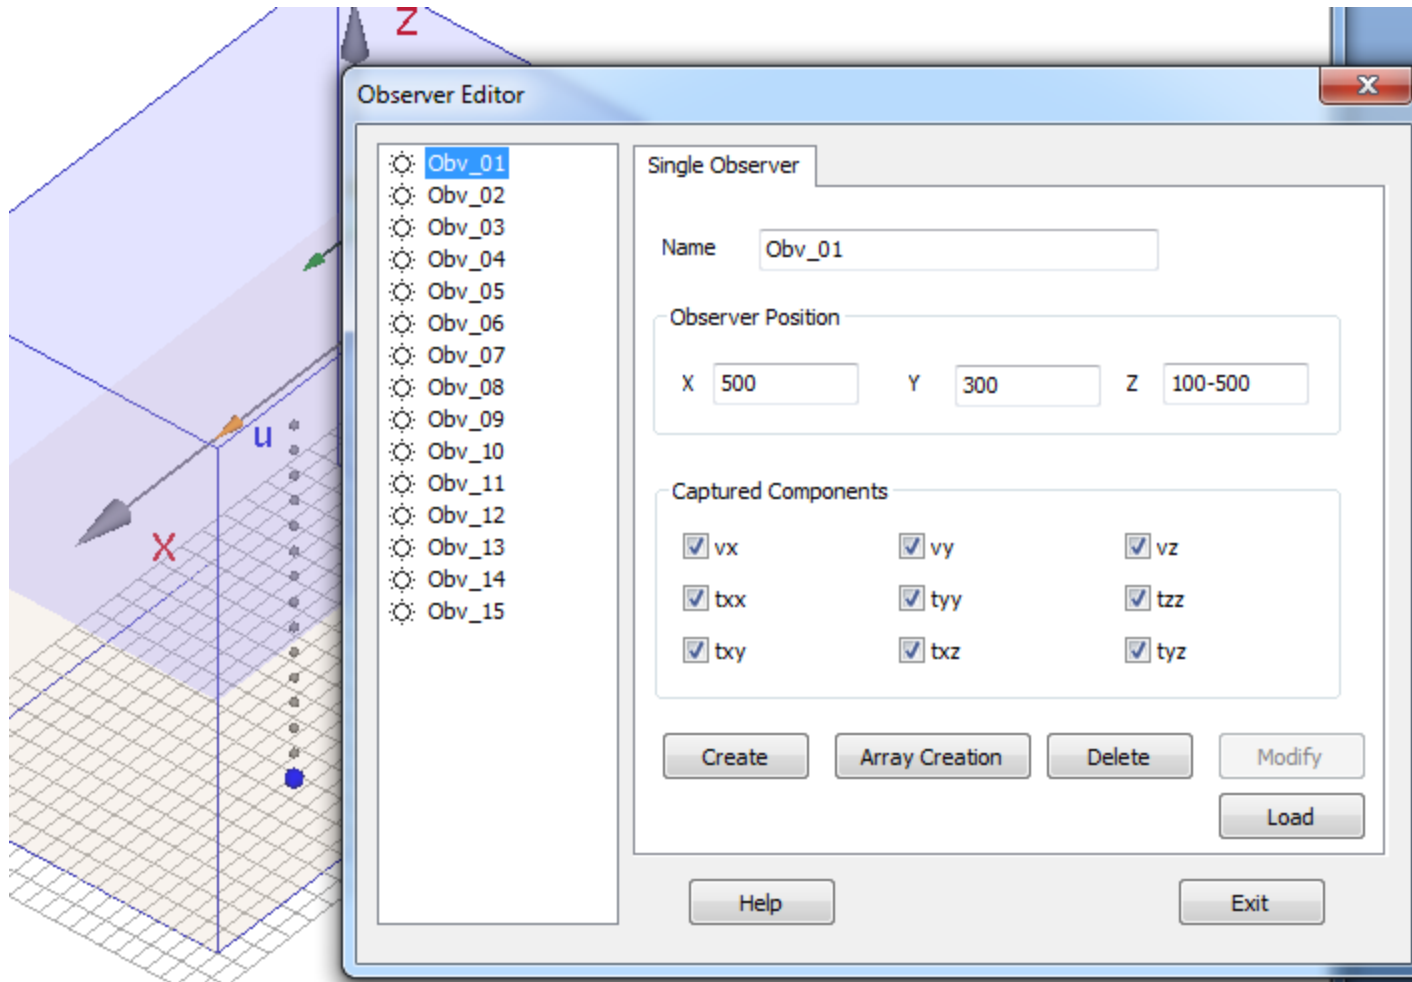 Z
Observer Editor
X
Obv_01
Obv_02
Obv_03
Obv_04
Obv_05
Obv_06
Obv_07
Obv_08
Obv_09
Obv_10
Obv_11
Obv_12
Obv_13
Obv_14
Obv_15
u
X
Single Observer
Name Obv_01
Observer Position
X 500 Y 300 Z 100-500
Captured Components
vx vy vz
txx tyy tzz
txy txz tyz
Create Array Creation Delete Modify
Load
Help Exit